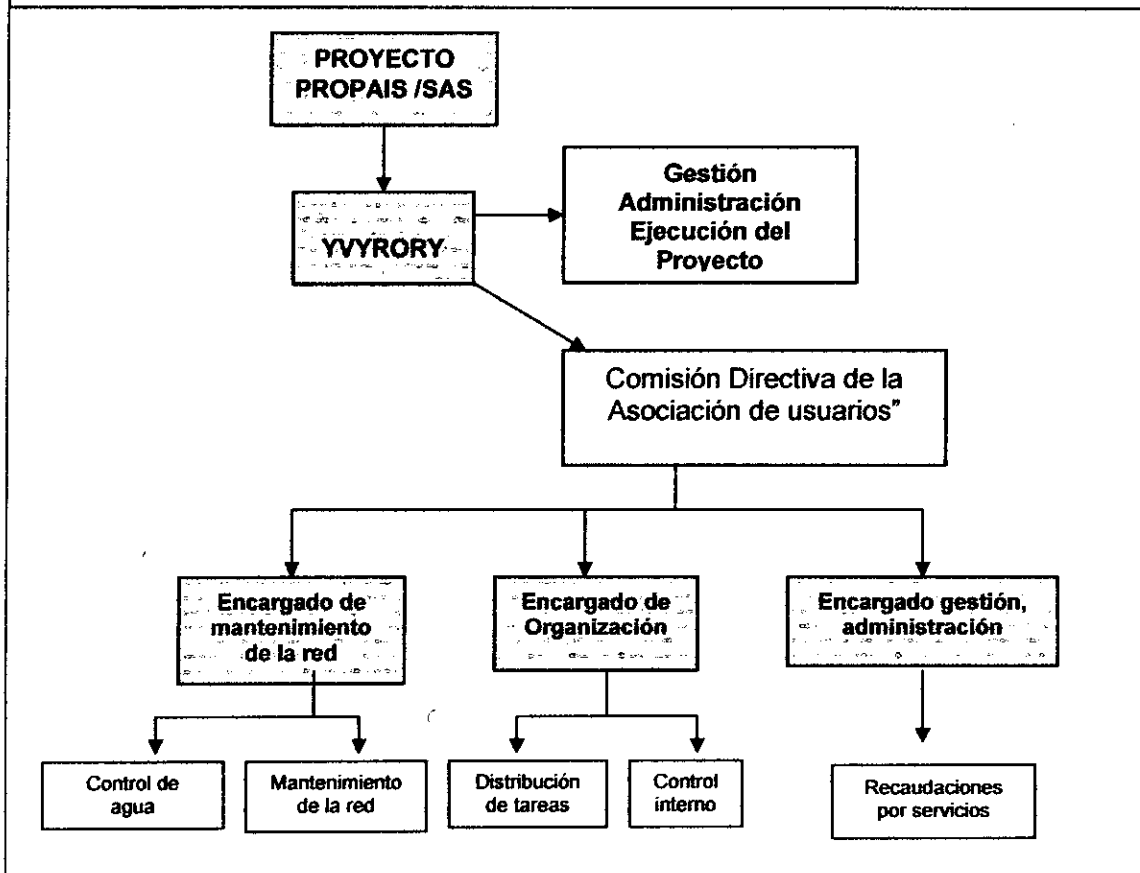 PROYECTO
PROPAIS /SAS
Gestión
Administración
Ejecución del
Proyecto
YVYRORY
Comisión Directiva de la
Asociación de usuarios”
Encargado de
mantenimiento
de la red
Encargado de
Organización
Encargado gestión,
administración
Control de
agua
Mantenimiento
de la red
Distribución
de tareas
Control
interno
Recaudaciones
por servicios